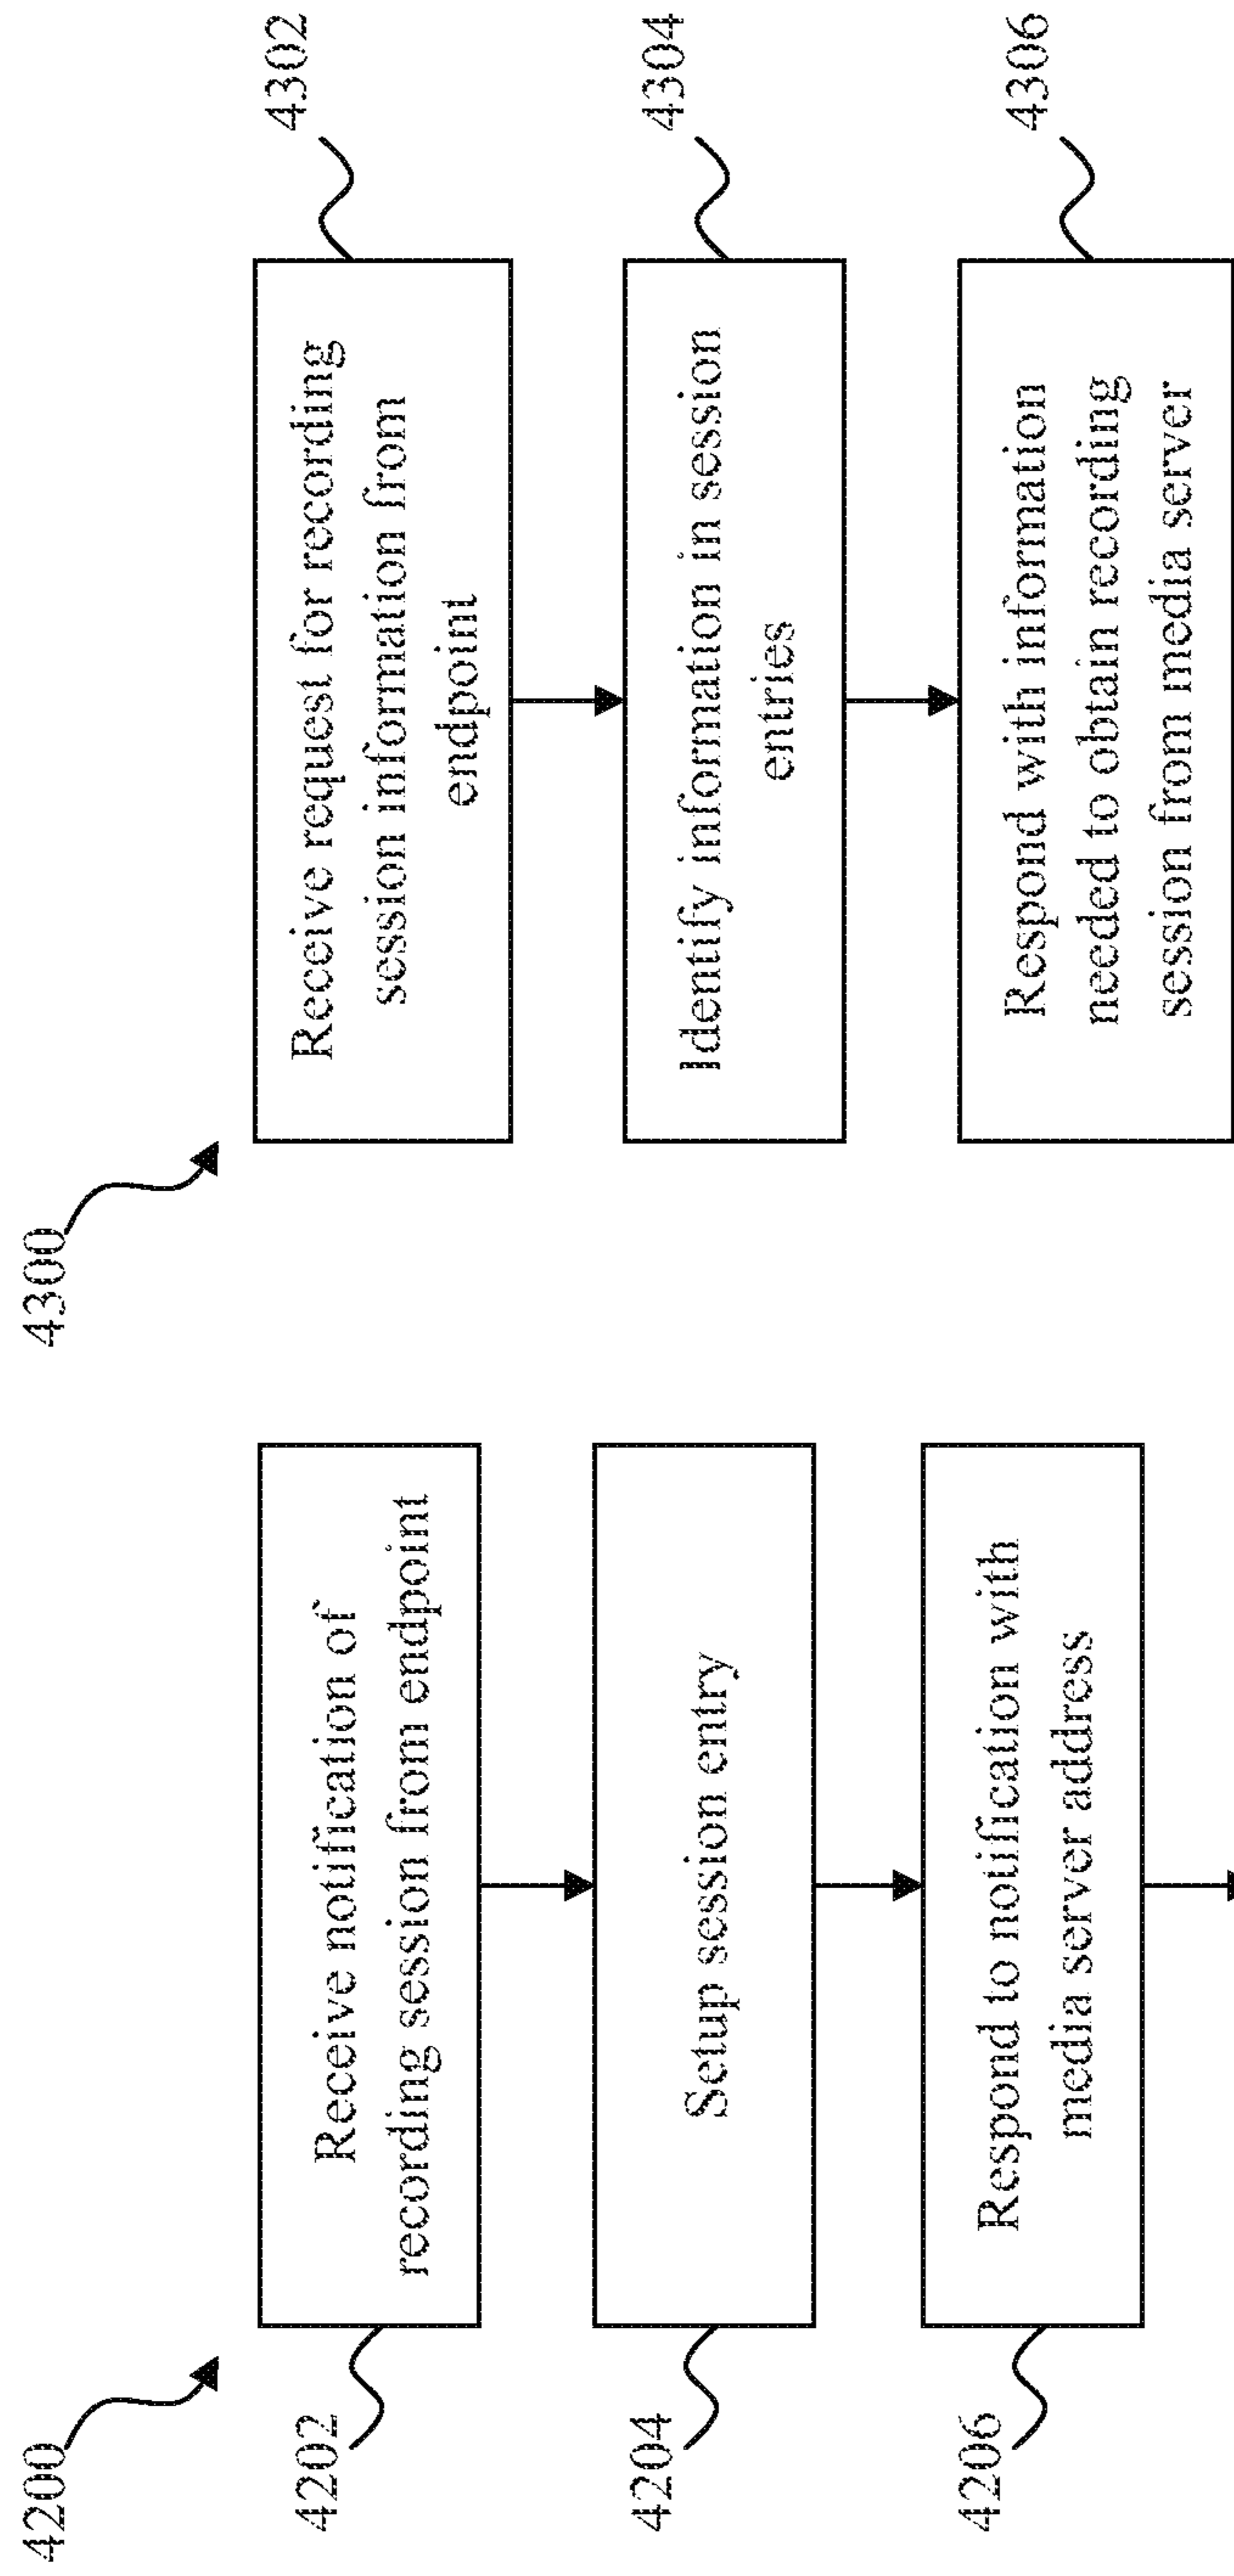 4200
4202
Receive notification of
recording session from endpoint
4204
Setup session entry
4206
Respond to notification with
media server address
4300
Receive request for recording
session information from
endpoint
4302
Identify information in session
entries
4304
Respond with information
needed to obtain recording
session from media server
4306